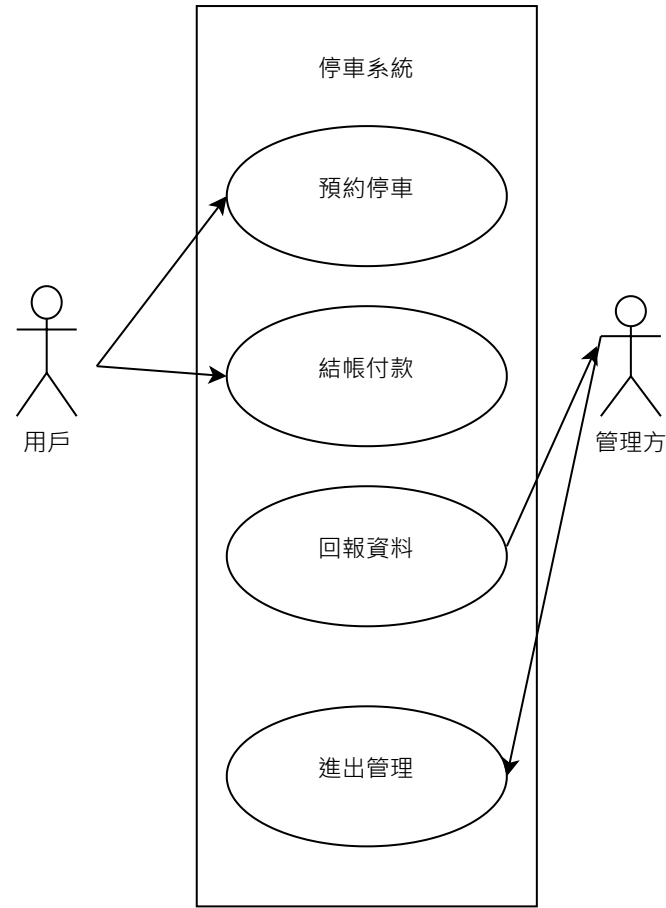 停車系統
預約停車
結帳付款
用戶
管理方
回報資料
進出管理